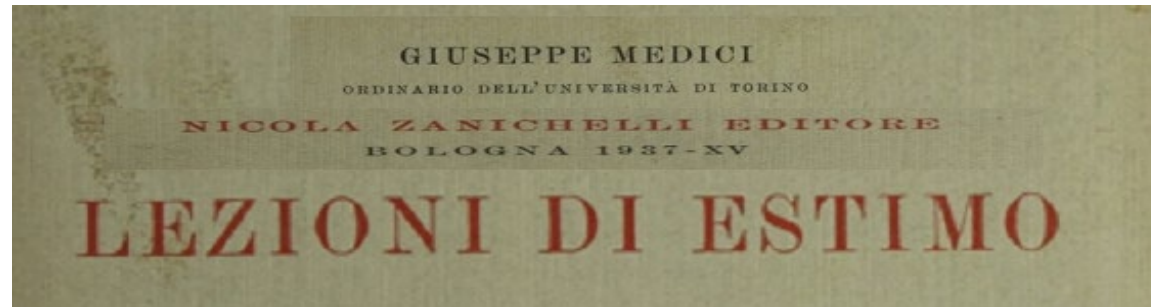 GIUSEPPE MEDICI
ORDINARIO DELL'UNIVERSITÀ DI TORINO
NICOLA ZANICHELLI EDITORE
BOLOGNA 1937-XV
LEZIONI DI ESTIMO